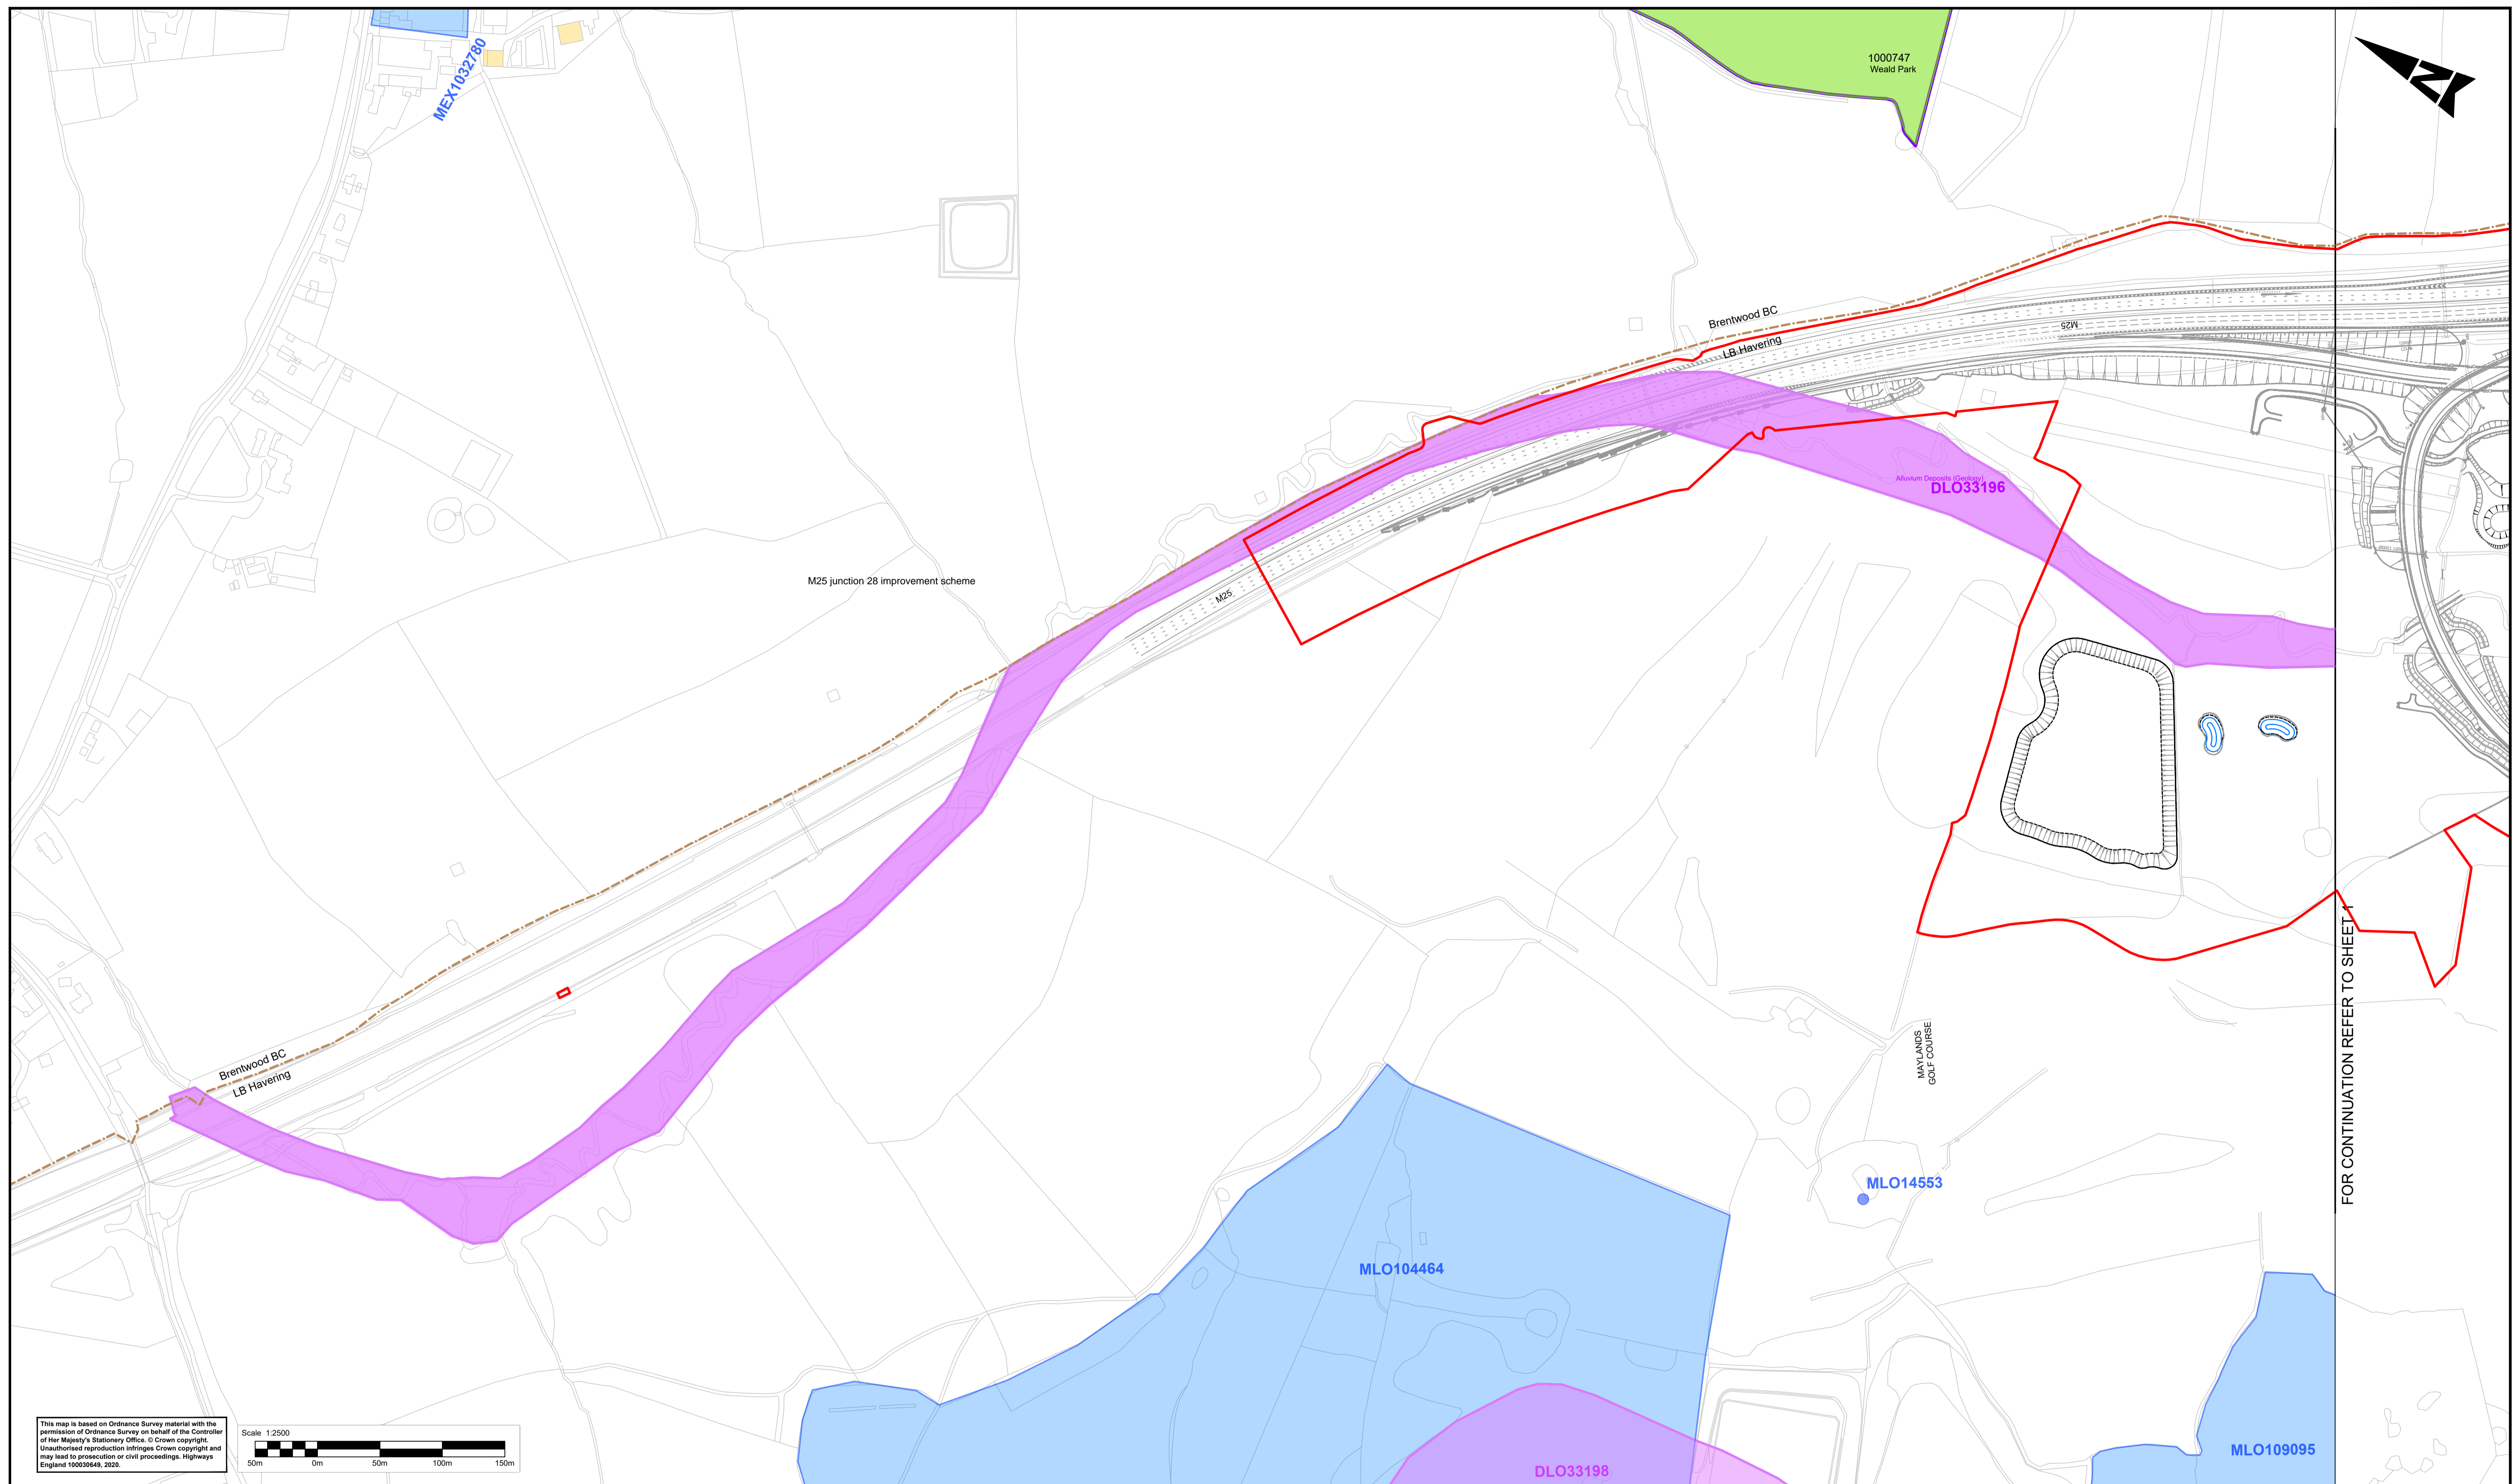 1000747
Weald Park
N
MEX1032780
Brentwood BC
LB Havering
M25
Alluvium Deposits (Geology)
DLO33196
M25 junction 28 improvement scheme
M25
FOR CONTINUATION REFER TO SHEET 1
MAYLANDS
GOLF COURSE
Brentwood BC
LB Havering
MLO14553
MLO104464
MLO109095
DLO33198
This map is based on Ordnance Survey material with the
permission of Ordnance Survey on behalf of the Controller
of Her Majesty's Stationery Office. © Crown copyright.
Unauthorised reproduction infringes Crown copyright and
may lead to prosecution or civil proceedings. Highways
England 100030649, 2020.
Scale 1:2500
50m 0m 50m 100m 150m